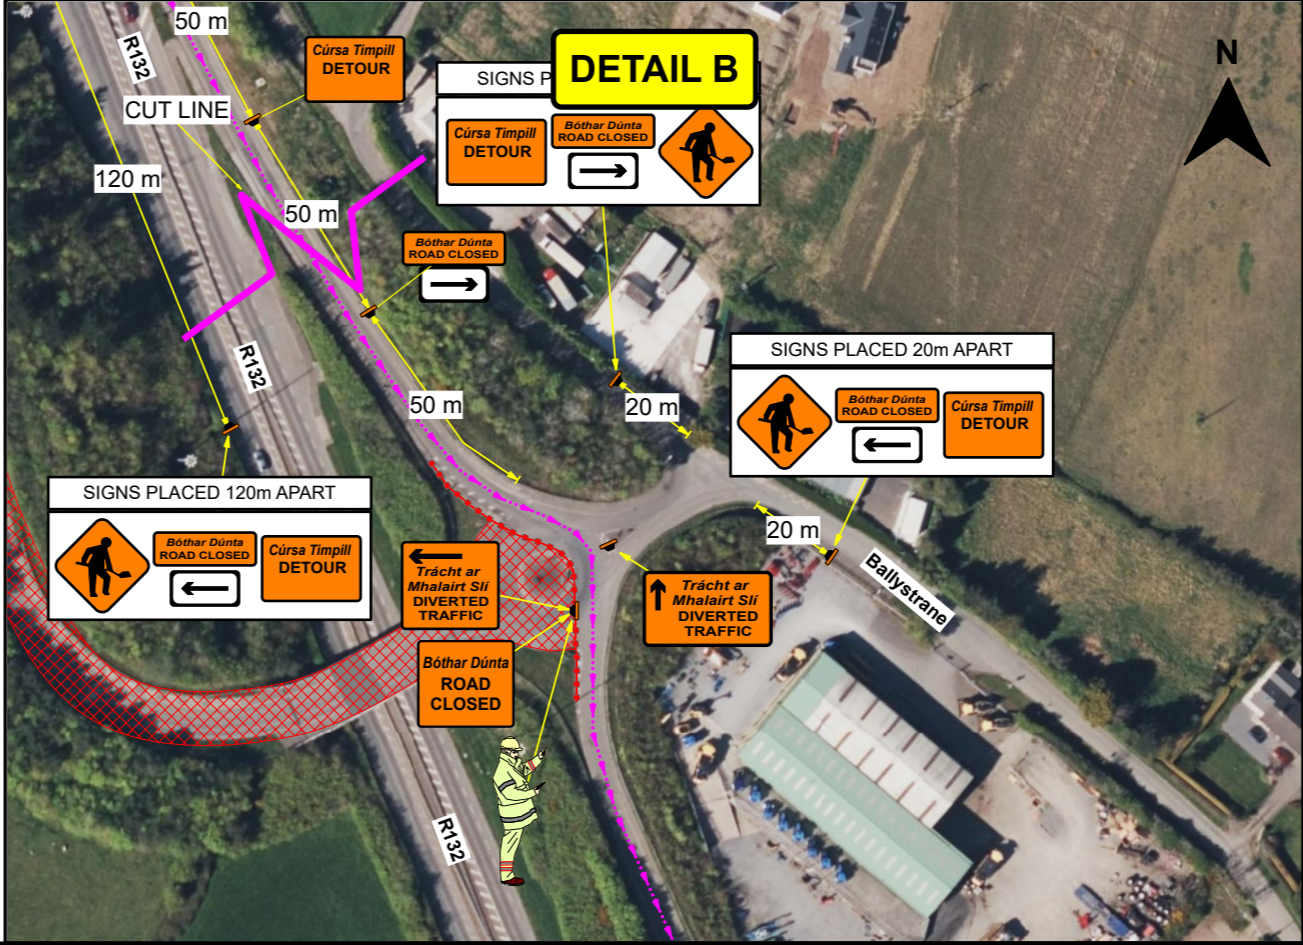 50 m
R132
Cúrsa Timpill
DETOUR
CUT LINE
120 m
50 m
SIGNS P
DETAIL B
Cúrsa Timpill
DETOUR
Bóthar Dúnta
ROAD CLOSED
N
Bóthar Dúnta
ROAD CLOSED
R132
50 m
20 m
SIGNS PLACED 20m APART
Bóthar Dúnta
ROAD CLOSED
Cúrsa Timpill
DETOUR
SIGNS PLACED 120m APART
Bóthar Dúnta
ROAD CLOSED
Cúrsa Timpill
DETOUR
20 m
Ballystrane
Trácht ar
Mhalairt Slí
DIVERTED
TRAFFIC
Trácht ar
Mhalairt Slí
DIVERTED
TRAFFIC
Bóthar Dúnta
ROAD
CLOSED
R132